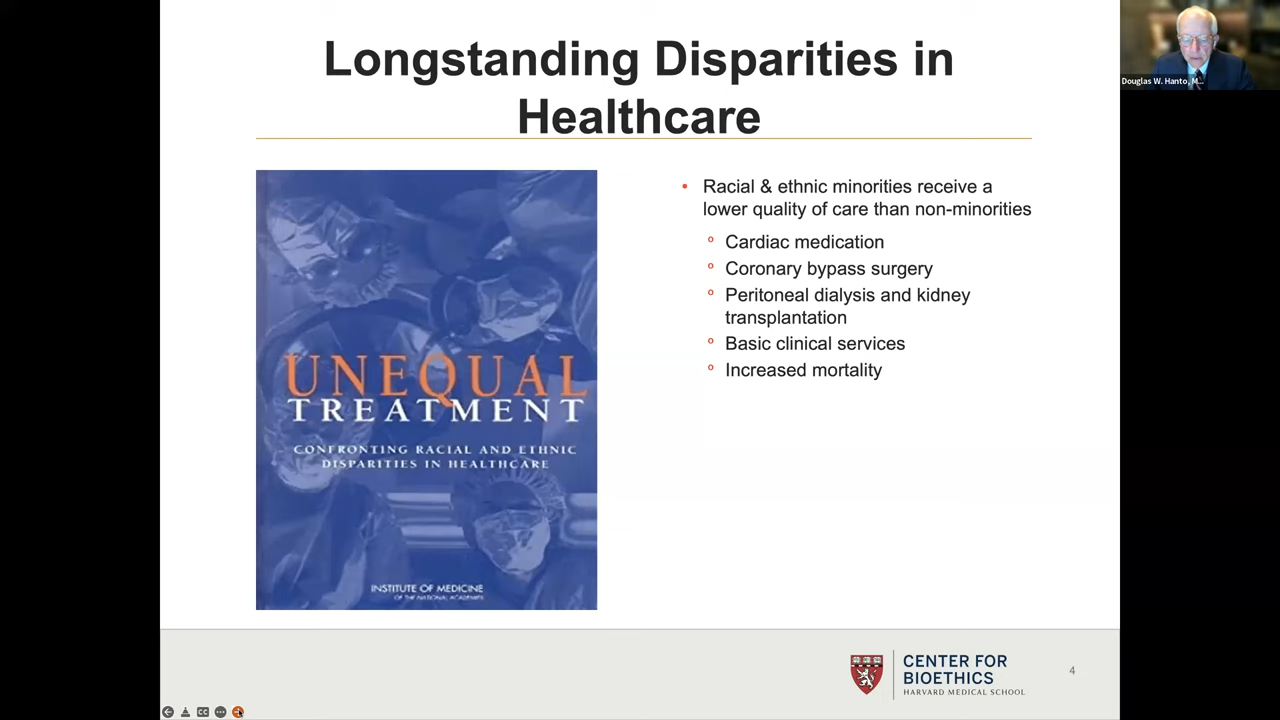 Longstanding Disparities in
Healthcare
UNEQUAL
TREATMENT
CONFRONTING RACIAL AND ETHNIC
DISPARITIES IN HEALTHCARE
INSTITUTE OF MEDICINE
OF THE NATIONAL ACADEMIES
• Racial & ethnic minorities receive a
lower quality of care than non-minorities
º Cardiac medication
º Coronary bypass surgery
º Peritoneal dialysis and kidney
transplantation
º Basic clinical services
º Increased mortality
CENTER FOR
BIOETHICS
HARVARD MEDICAL SCHOOL
4
Douglas W. Hanto, M...
CC